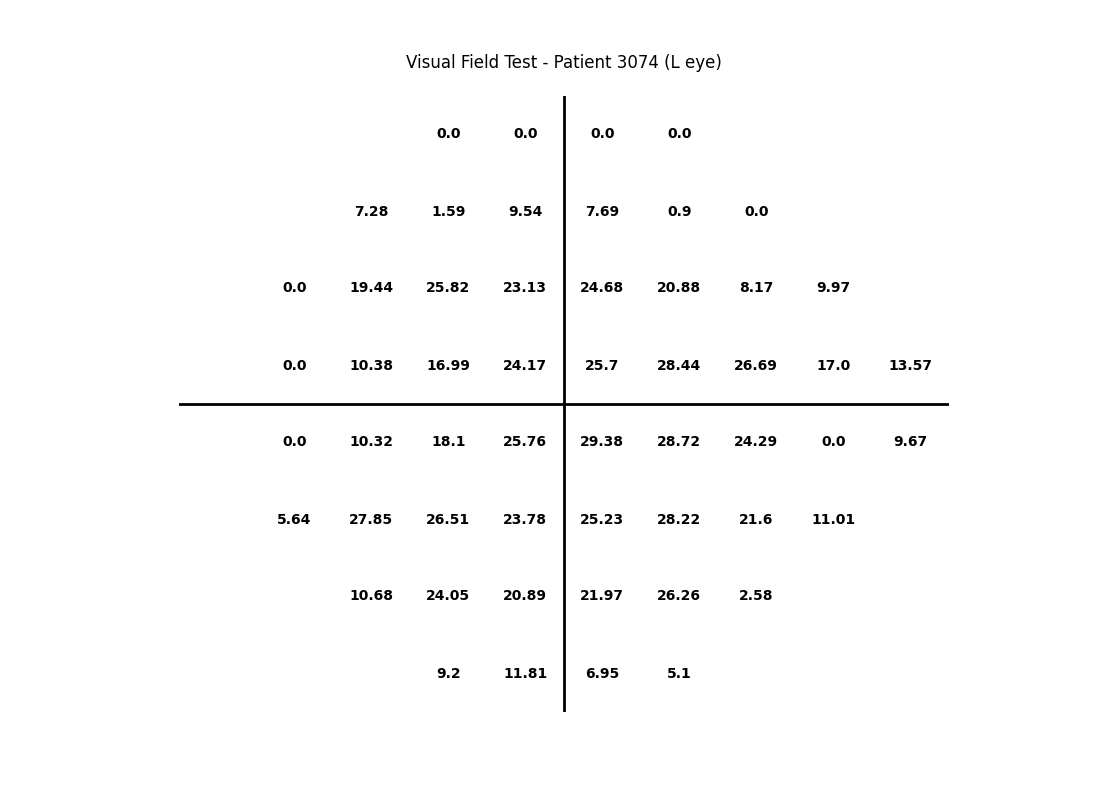 Visual Field Test - Patient 3074 (L eye)
0.0 0.0 0.0 0.0
7.28 1.59 9.54 7.69 0.9 0.0
0.0 19.44 25.82 23.13 24.68 20.88 8.17 9.97
0.0 10.38 16.99 24.17 25.7 28.44 26.69 17.0 13.57
0.0 10.32 18.1 25.76 29.38 28.72 24.29 0.0 9.67
5.64 27.85 26.51 23.78 25.23 28.22 21.6 11.01
10.68 24.05 20.89 21.97 26.26 2.58
9.2 11.81 6.95 5.1